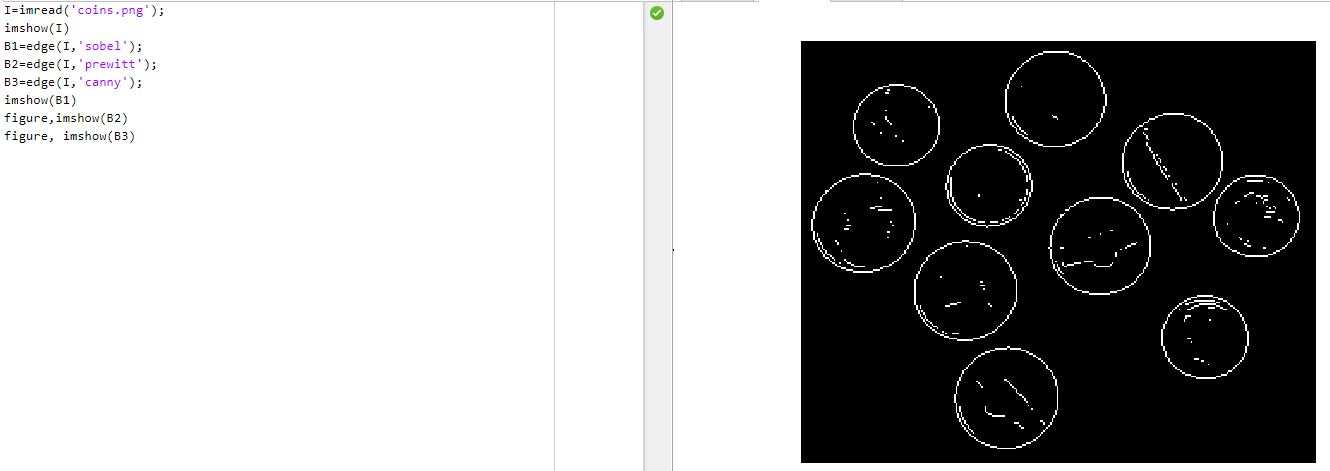 I=imread('coins.png');
imshow(I)
B1=edge(I,'sobel');
B2=edge(I,'prewitt');
B3=edge(I,'canny');
imshow(B1)
figure,imshow(B2)
figure, imshow(B3)